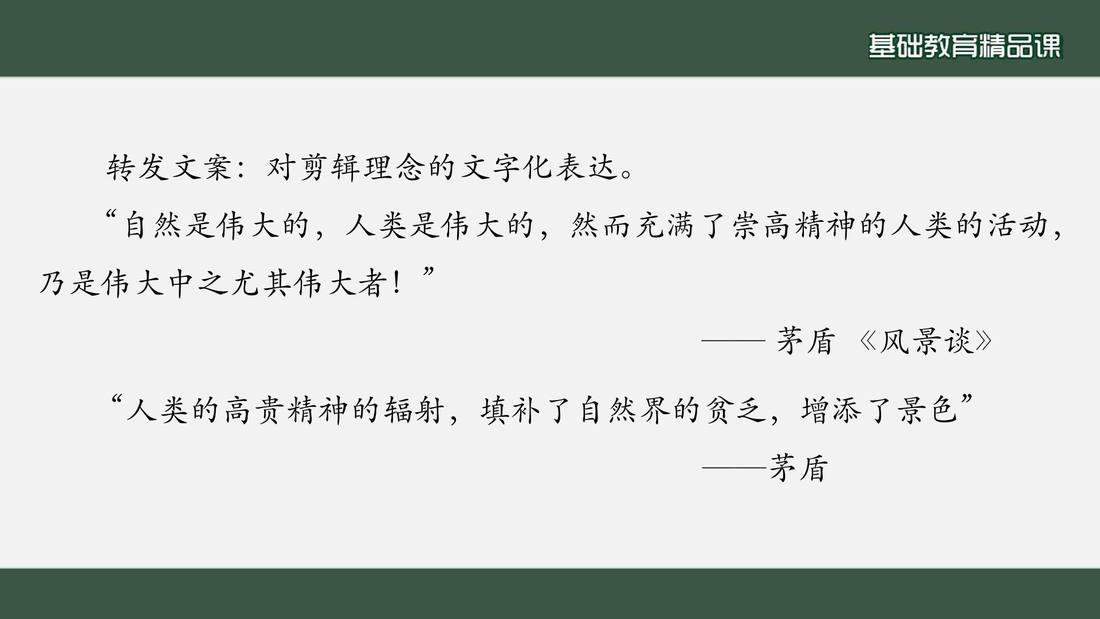 基础教育精品课
转发文案：对剪辑理念的文字化表达。
“自然是伟大的，人类是伟大的，然而充满了崇高精神的人类的活动，
乃是伟大中之尤其伟大者！”
—— 茅盾 《风景谈》
“人类的高贵精神的辐射，填补了自然界的贫乏，增添了景色”
——茅盾